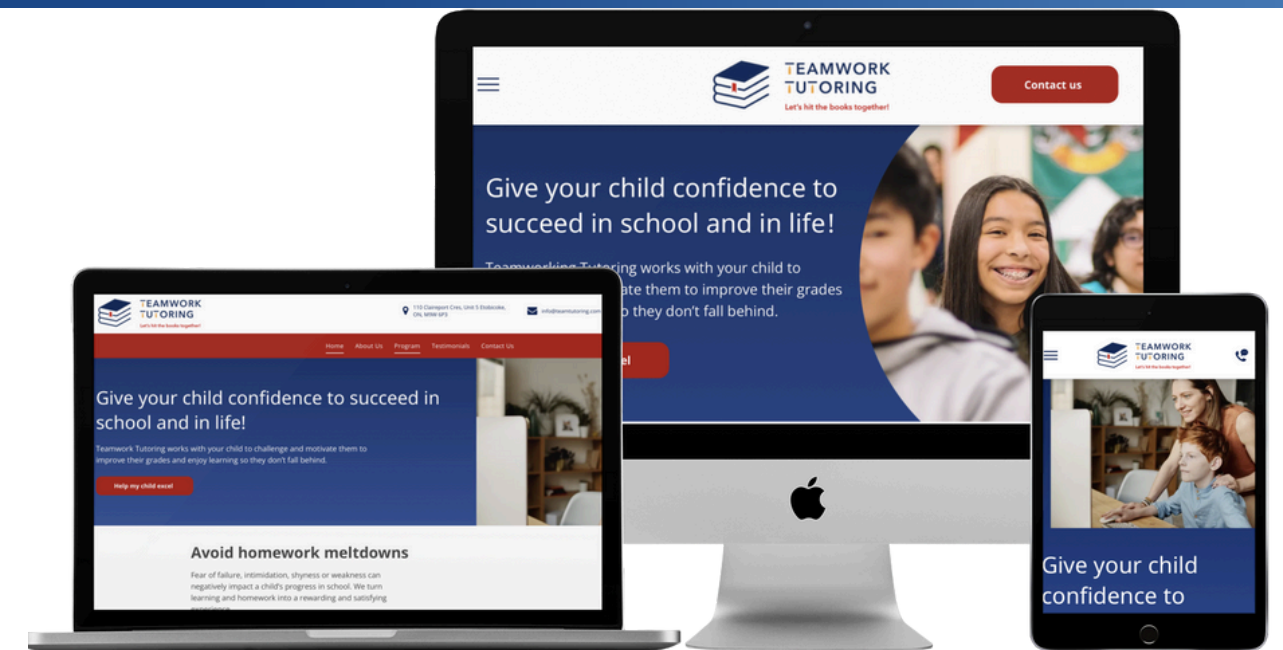 TEAMWORK
TUTORING
Let's hit the books together!
Contact us
Give your child confidence to
succeed in school and in life!
Teamworking Tutoring works with your child to
ate them to improve their grades
o they don't fall behind.
el
TEAMWORK
TUTORING
Let's hit the books together!
110 Claireport Cres, Unit 5 Etobicoke,
ON, M9W 6P3
info@teamtutoring.com
Home About Us Program Testimonials Contact Us
Give your child confidence to succeed in
school and in life!
Teamwork Tutoring works with your child to challenge and motivate them to
improve their grades and enjoy learning so they don't fall behind.
Help my child excel
Avoid homework meltdowns
Fear of failure, intimidation, shyness or weakness can
negatively impact a child's progress in school. We turn
learning and homework into a rewarding and satisfying
experience
TEAMWORK
TUTORING
Let's hit the books together!
Give your child
confidence to